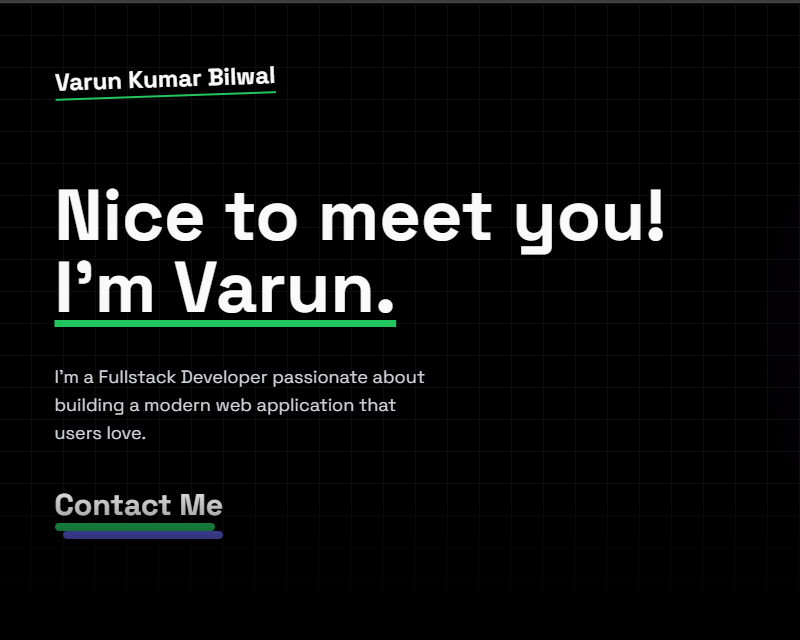 Varun Kumar Bilwal
Nice to meet you!
I’m Varun.
I'm a Fullstack Developer passionate about
building a modern web application that
users love.
Contact Me